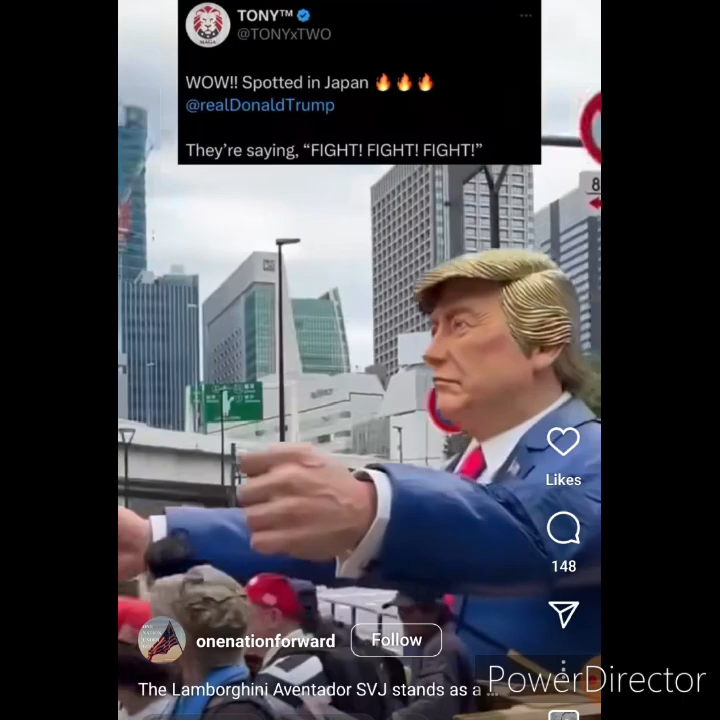 TONY™
@TONYxTWO
WOW!! Spotted in Japan 🔥🔥🔥
@realDonaldTrump
They're saying, “FIGHT! FIGHT! FIGHT!”
8
Likes
148
onenationforward
Follow
The Lamborghini Aventador SVJ stands as a ...
PowerDirector